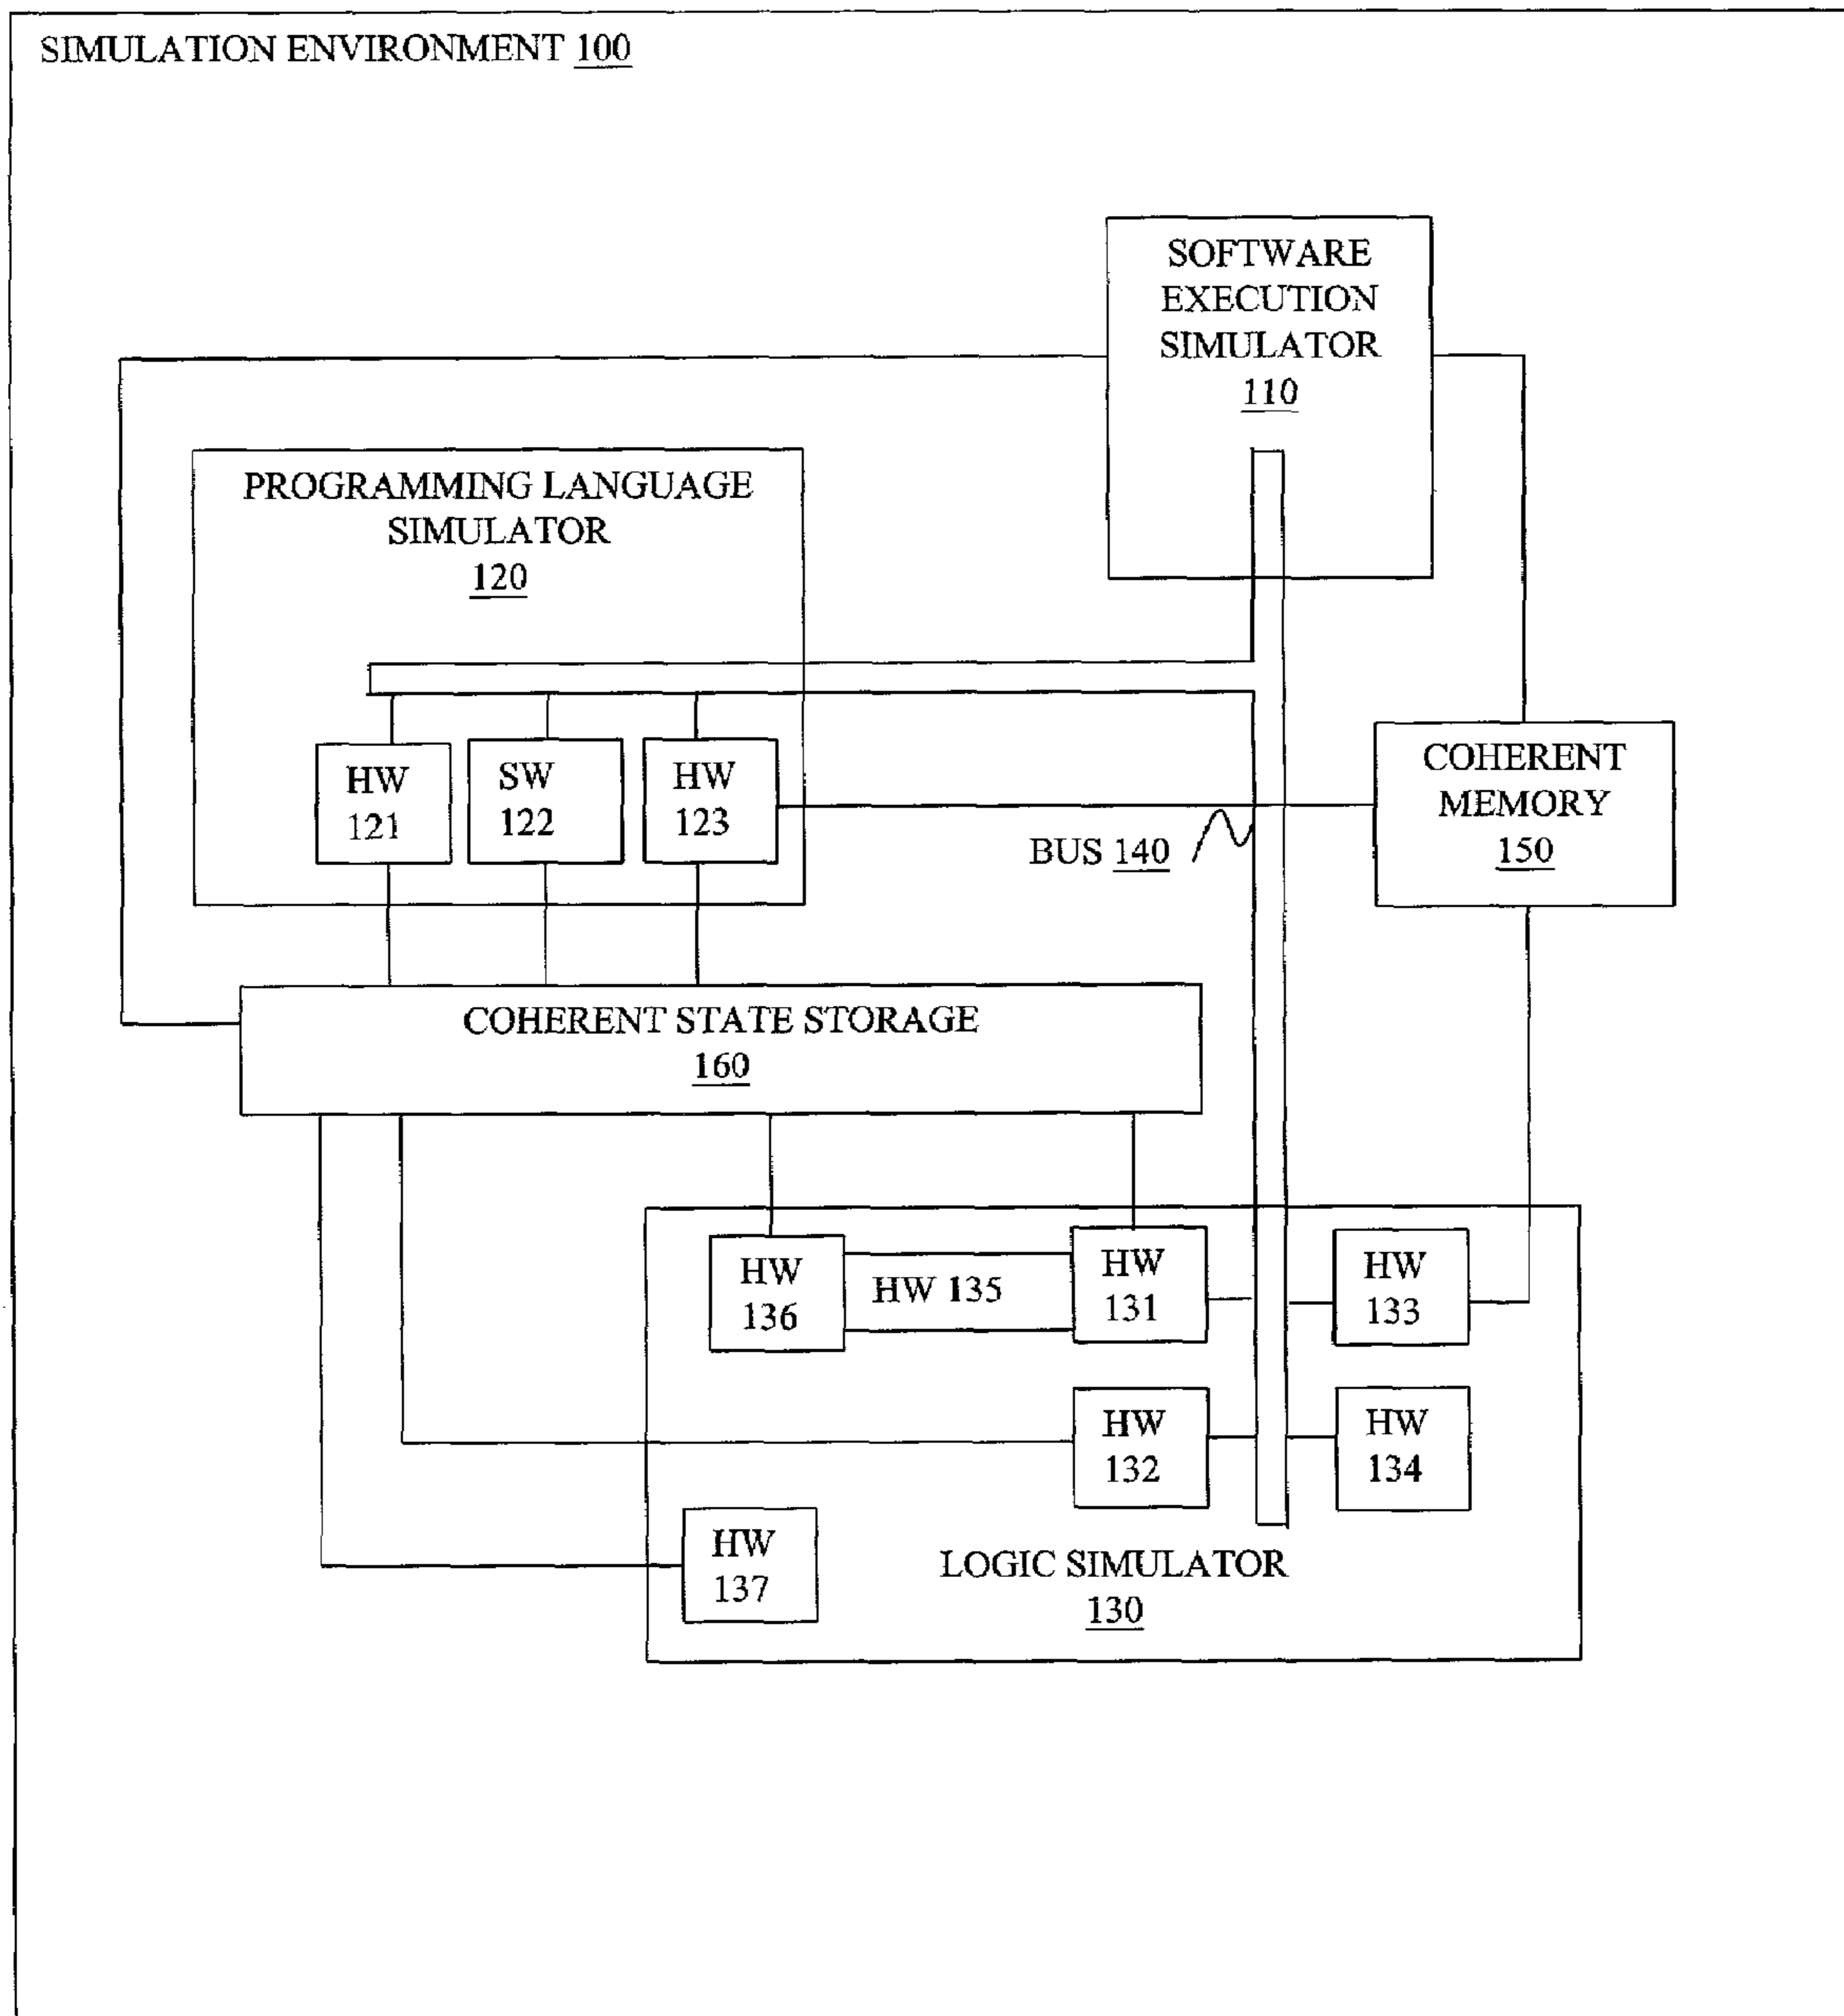 SIMULATION ENVIRONMENT 100
SOFTWARE
EXECUTION
SIMULATOR
110
PROGRAMMING LANGUAGE
SIMULATOR
120
HW
121
SW
122
HW
123
BUS 140
COHERENT
MEMORY
150
COHERENT STATE STORAGE
160
HW
136
HW 135
HW
131
HW
133
HW
132
HW
134
HW
137
LOGIC SIMULATOR
130